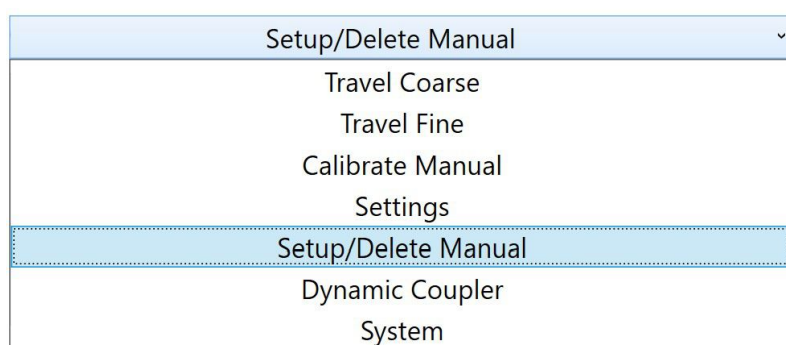 Setup/Delete Manual
Travel Coarse
Travel Fine
Calibrate Manual
Settings
Setup/Delete Manual
Dynamic Coupler
System